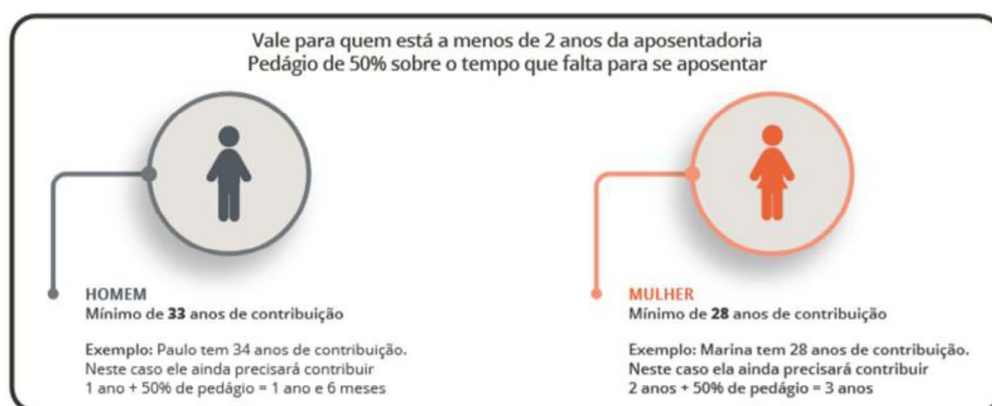 Vale para quem está a menos de 2 anos da aposentadoria
Pedágio de 50% sobre o tempo que falta para se aposentar
HOMEM
Mínimo de 33 anos de contribuição
Exemplo: Paulo tem 34 anos de contribuição.
Neste caso ele ainda precisará contribuir
1 ano + 50% de pedágio = 1 ano e 6 meses
MULHER
Mínimo de 28 anos de contribuição
Exemplo: Marina tem 28 anos de contribuição.
Neste caso ela ainda precisará contribuir
2 anos + 50% de pedágio = 3 anos